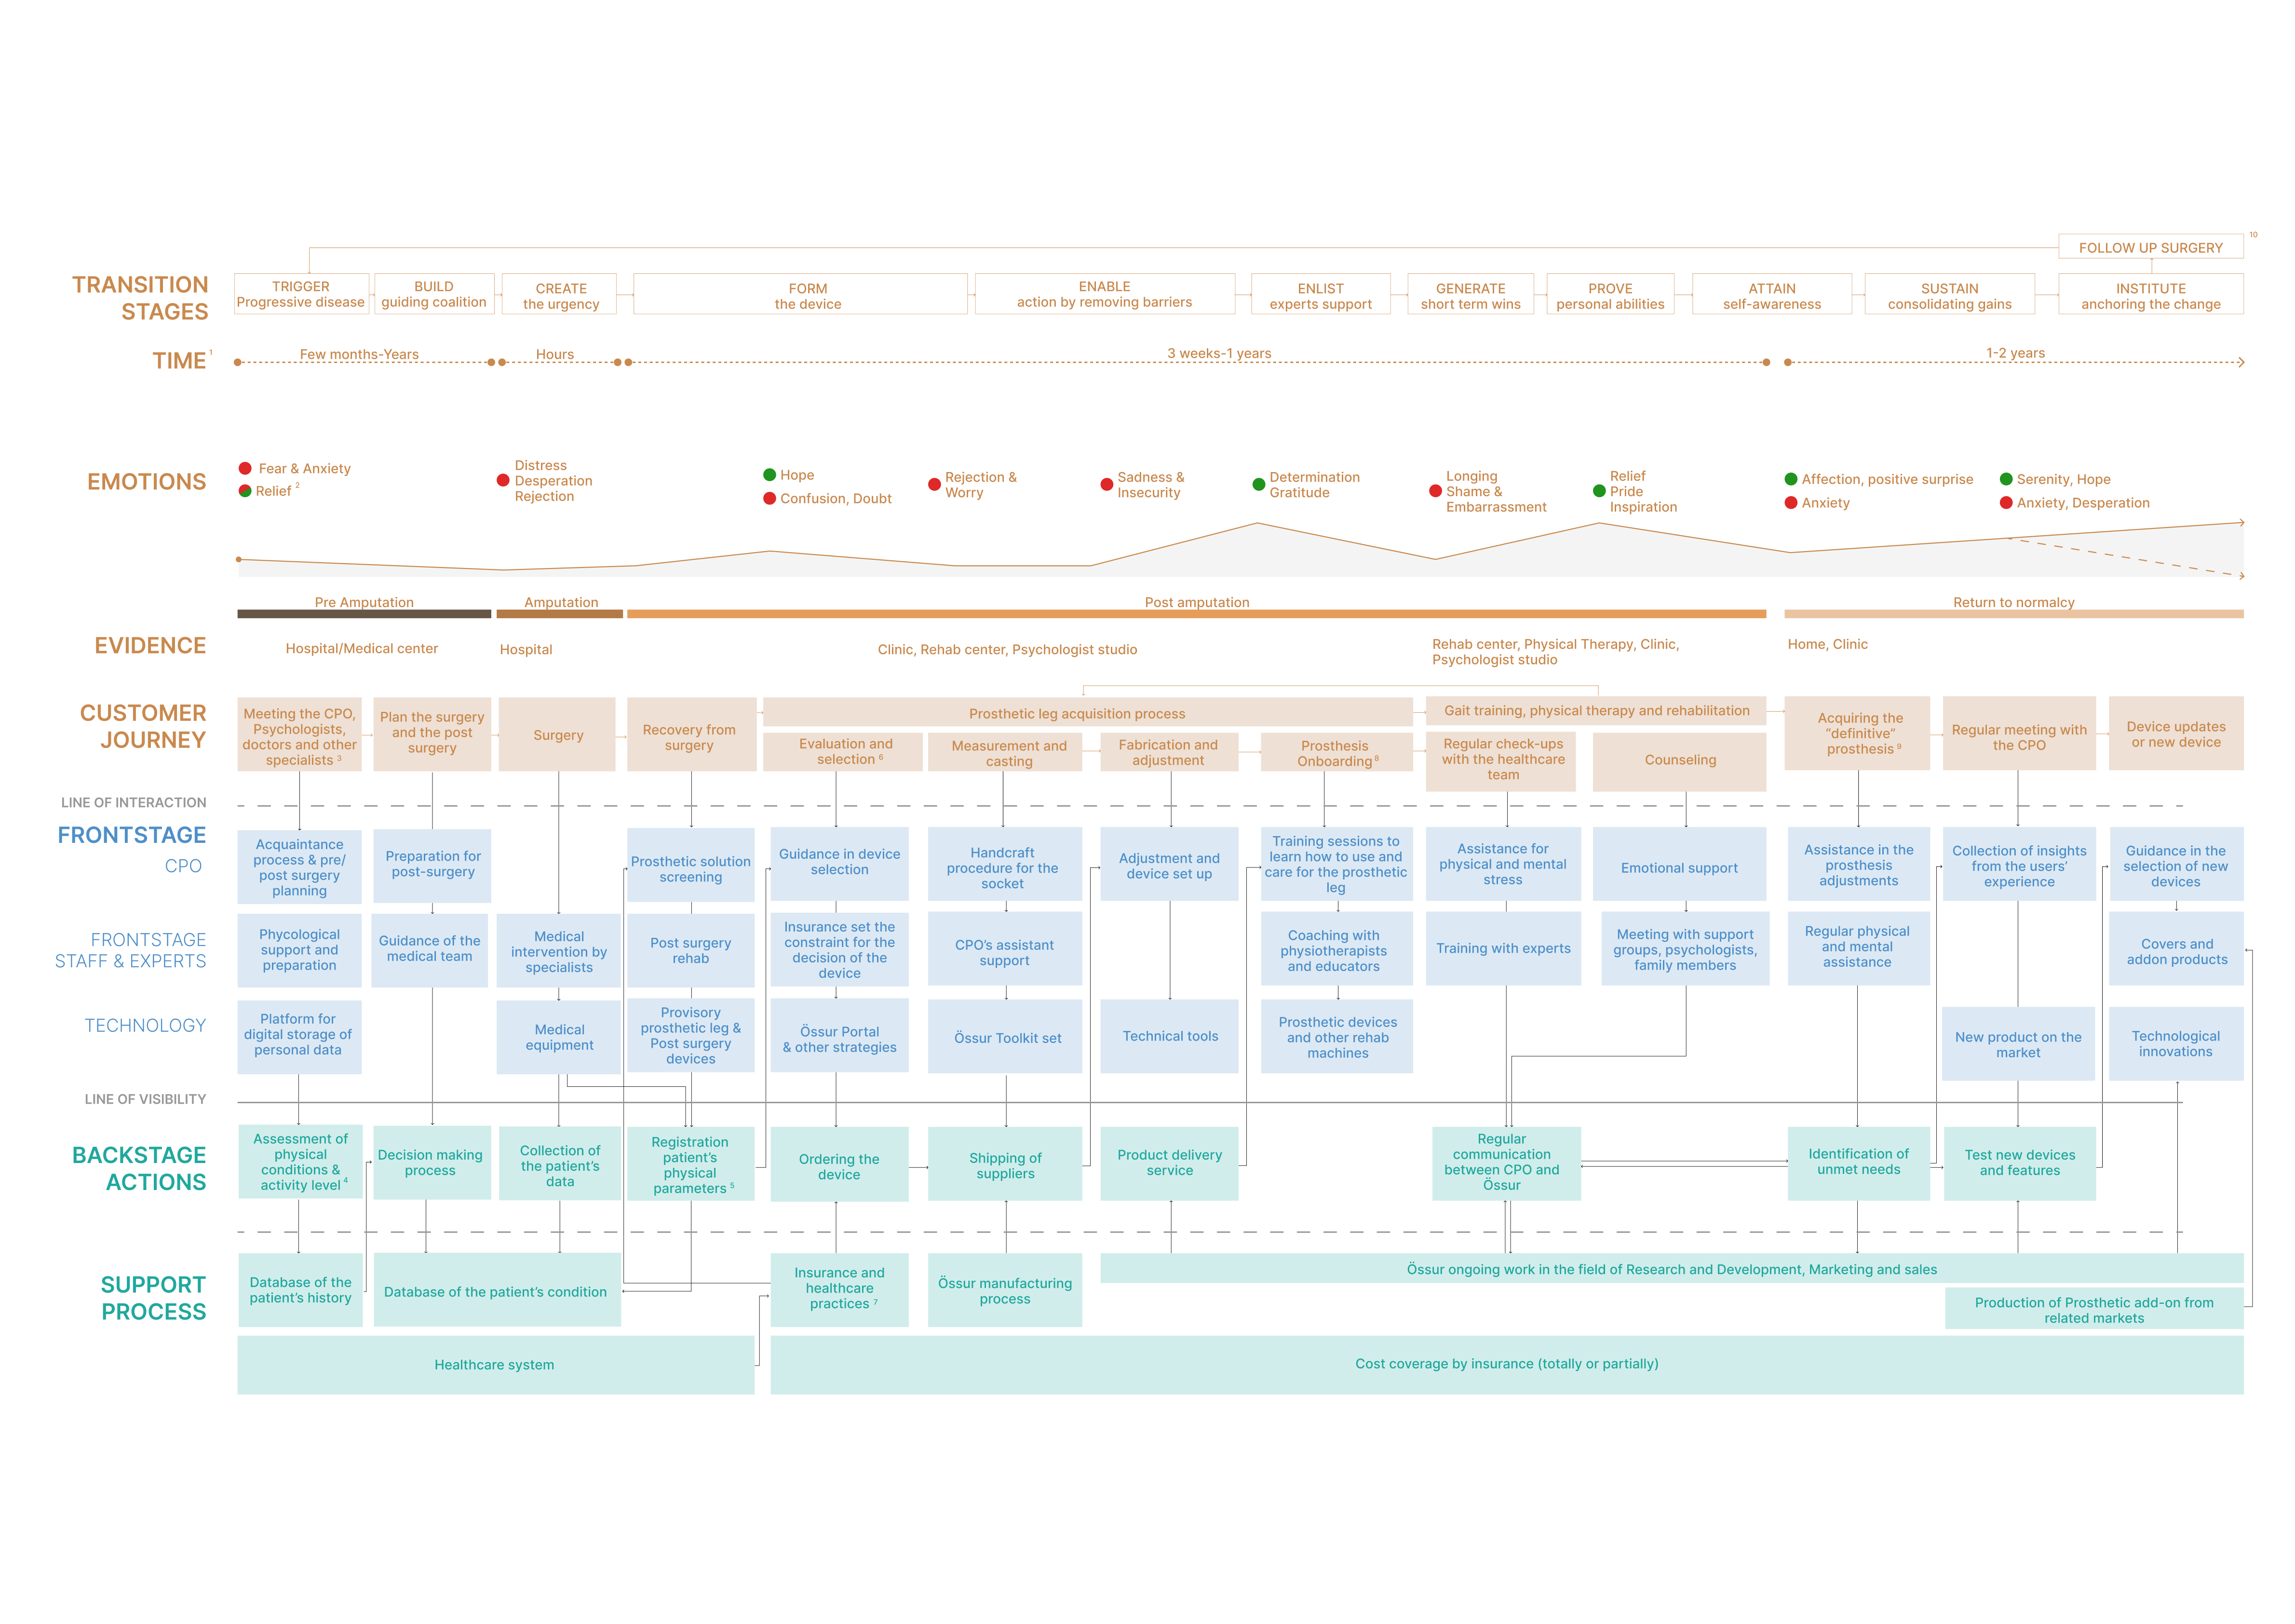 10
FOLLOW UP SURGERY
TRANSITION
STAGES
TRIGGER
Progressive disease
BUILD
guiding coalition
CREATE
the urgency
FORM
the device
ENABLE
action by removing barriers
ENLIST
experts support
GENERATE
short term wins
PROVE
personal abilities
ATTAIN
self-awareness
SUSTAIN
consolidating gains
INSTITUTE
anchoring the change
TIME 1
Few months-Years
Hours
3 weeks-1 years
1-2 years
EMOTIONS
Fear & Anxiety
Relief 2
Distress
Desperation
Rejection
Hope
Confusion, Doubt
Rejection &
Worry
Sadness &
Insecurity
Determination
Gratitude
Longing
Shame &
Embarrassment
Relief
Pride
Inspiration
Affection, positive surprise
Anxiety
Serenity, Hope
Anxiety, Desperation
Pre Amputation
Amputation
Post amputation
Return to normalcy
EVIDENCE
Hospital/Medical center
Hospital
Clinic, Rehab center, Psychologist studio
Rehab center, Physical Therapy, Clinic,
Psychologist studio
Home, Clinic
CUSTOMER
JOURNEY
Meeting the CPO,
Psychologists,
doctors and other
specialists 3
Plan the surgery
and the post
surgery
Surgery
Recovery from
surgery
Prosthetic leg acquisition process
Evaluation and
selection 6
Measurement and
casting
Fabrication and
adjustment
Prosthesis
Onboarding 8
Gait training, physical therapy and rehabilitation
Regular check-ups
with the healthcare
team
Counseling
Acquiring the
“definitive”
prosthesis 9
Regular meeting with
the CPO
Device updates
or new device
LINE OF INTERACTION
FRONTSTAGE
CPO
Acquaintance
process & pre/
post surgery
planning
Preparation for
post-surgery
Prosthetic solution
screening
Guidance in device
selection
Handcraft
procedure for the
socket
Adjustment and
device set up
Training sessions to
learn how to use and
care for the prosthetic
leg
Assistance for
physical and mental
stress
Emotional support
Assistance in the
prosthesis
adjustments
Collection of insights
from the users’
experience
Guidance in the
selection of new
devices
FRONTSTAGE
STAFF & EXPERTS
Phycological
support and
preparation
Guidance of the
medical team
Medical
intervention by
specialists
Post surgery
rehab
Insurance set the
constraint for the
decision of the
device
CPO’s assistant
support
Coaching with
physiotherapists
and educators
Training with experts
Meeting with support
groups, psychologists,
family members
Regular physical
and mental
assistance
Covers and
addon products
TECHNOLOGY
Platform for
digital storage of
personal data
Medical
equipment
Provisory
prosthetic leg &
Post surgery
devices
Össur Portal
& other strategies
Össur Toolkit set
Technical tools
Prosthetic devices
and other rehab
machines
New product on the
market
Technological
innovations
LINE OF VISIBILITY
BACKSTAGE
ACTIONS
Assessment of
physical
conditions &
activity level 4
Decision making
process
Collection of
the patient’s
data
Registration
patient’s
physical
parameters 5
Ordering the
device
Shipping of
suppliers
Product delivery
service
Regular
communication
between CPO and
Össur
Identification of
unmet needs
Test new devices
and features
SUPPORT
PROCESS
Database of the
patient’s history
Database of the patient’s condition
Insurance and
healthcare
practices 7
Össur manufacturing
process
Össur ongoing work in the field of Research and Development, Marketing and sales
Production of Prosthetic add-on from
related markets
Healthcare system
Cost coverage by insurance (totally or partially)